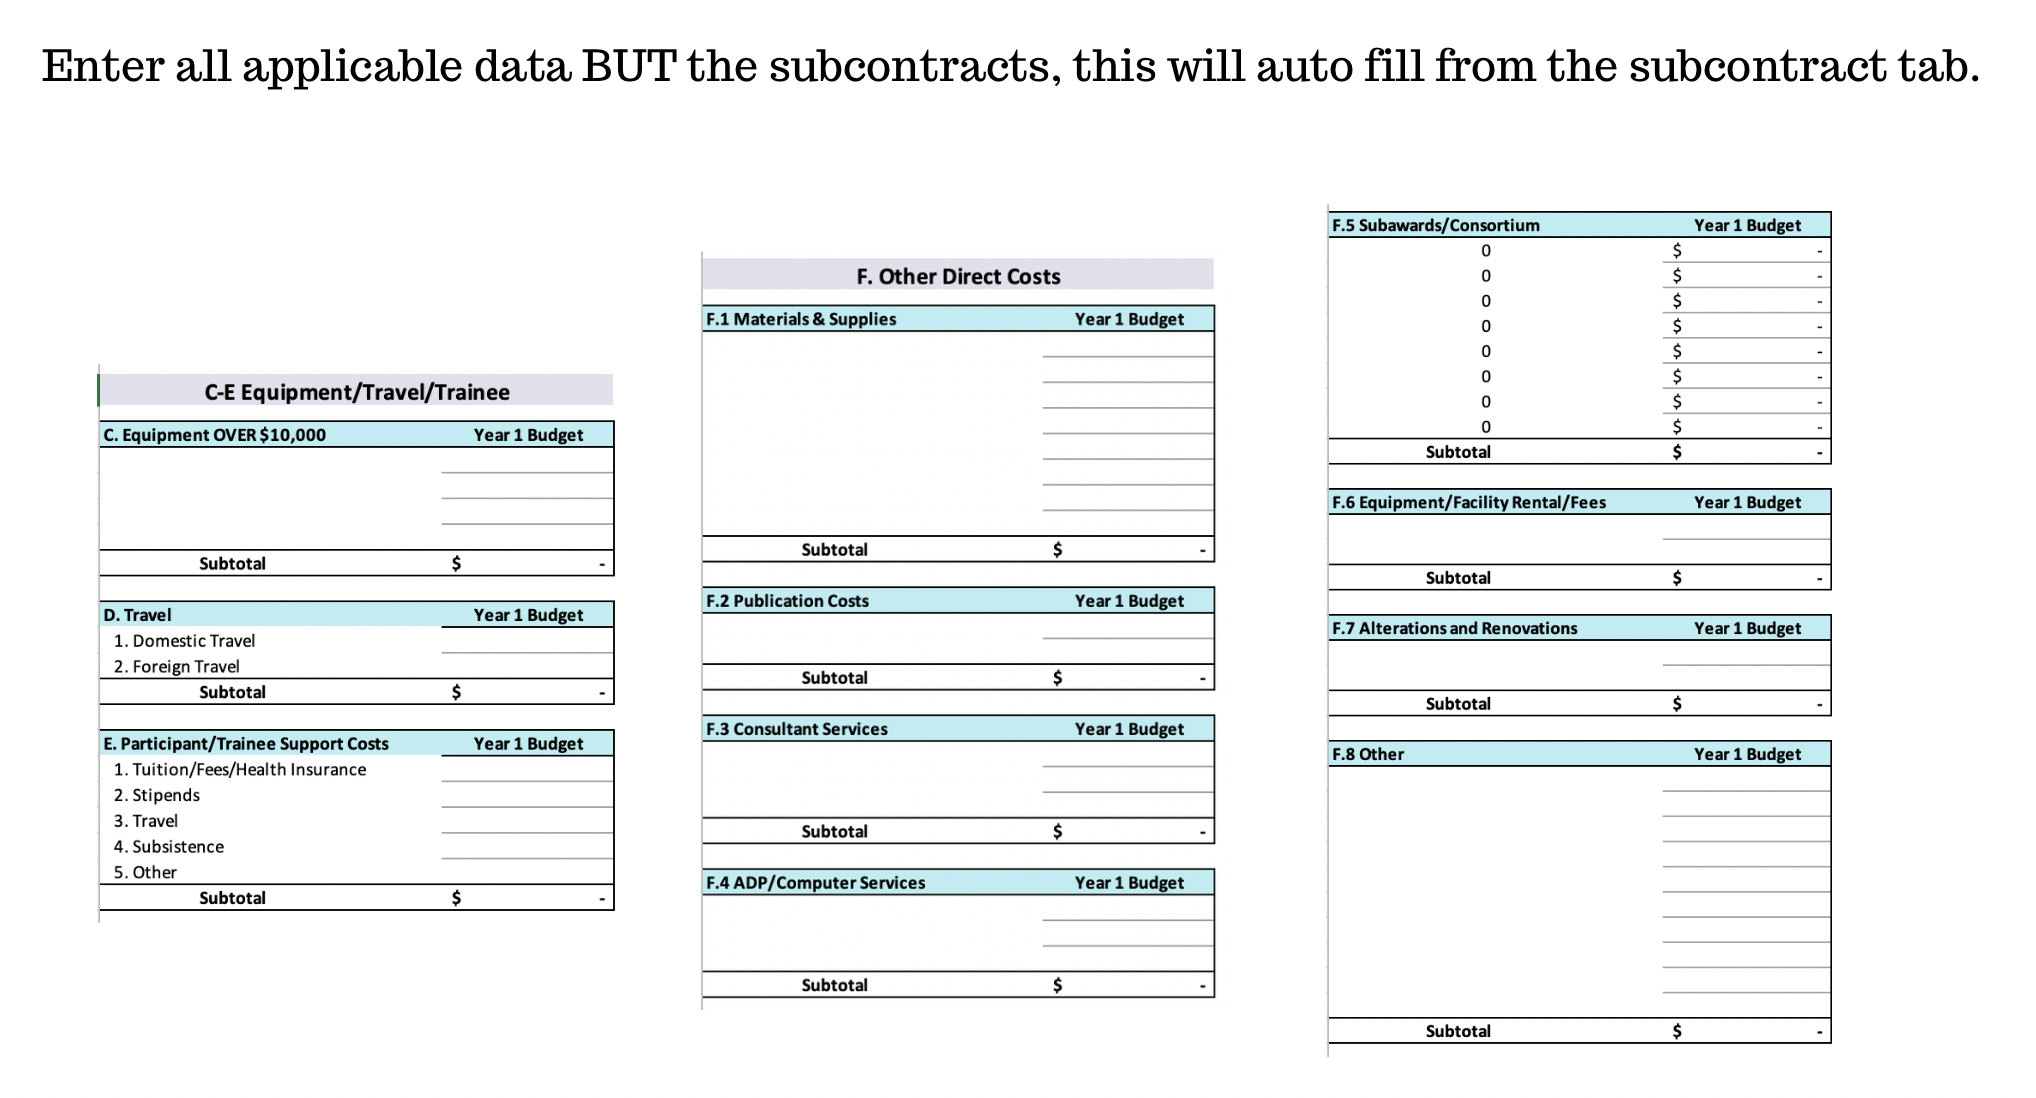 Enter all applicable data BUT the subcontracts, this will auto fill from the subcontract tab.
C-E Equipment/Travel/Trainee
C. Equipment OVER $10,000 Year 1 Budget
Subtotal $ -
D. Travel Year 1 Budget
1. Domestic Travel
2. Foreign Travel
Subtotal $ -
E. Participant/Trainee Support Costs Year 1 Budget
1. Tuition/Fees/Health Insurance
2. Stipends
3. Travel
4. Subsistence
5. Other
Subtotal $ -
F. Other Direct Costs
F.1 Materials & Supplies Year 1 Budget
Subtotal $ -
F.2 Publication Costs Year 1 Budget
Subtotal $ -
F.3 Consultant Services Year 1 Budget
Subtotal $ -
F.4 ADP/Computer Services Year 1 Budget
Subtotal $ -
F.5 Subawards/Consortium Year 1 Budget
0 $ -
0 $ -
0 $ -
0 $ -
0 $ -
0 $ -
0 $ -
0 $ -
Subtotal $ -
F.6 Equipment/Facility Rental/Fees Year 1 Budget
Subtotal $ -
F.7 Alterations and Renovations Year 1 Budget
Subtotal $ -
F.8 Other Year 1 Budget
Subtotal $ -